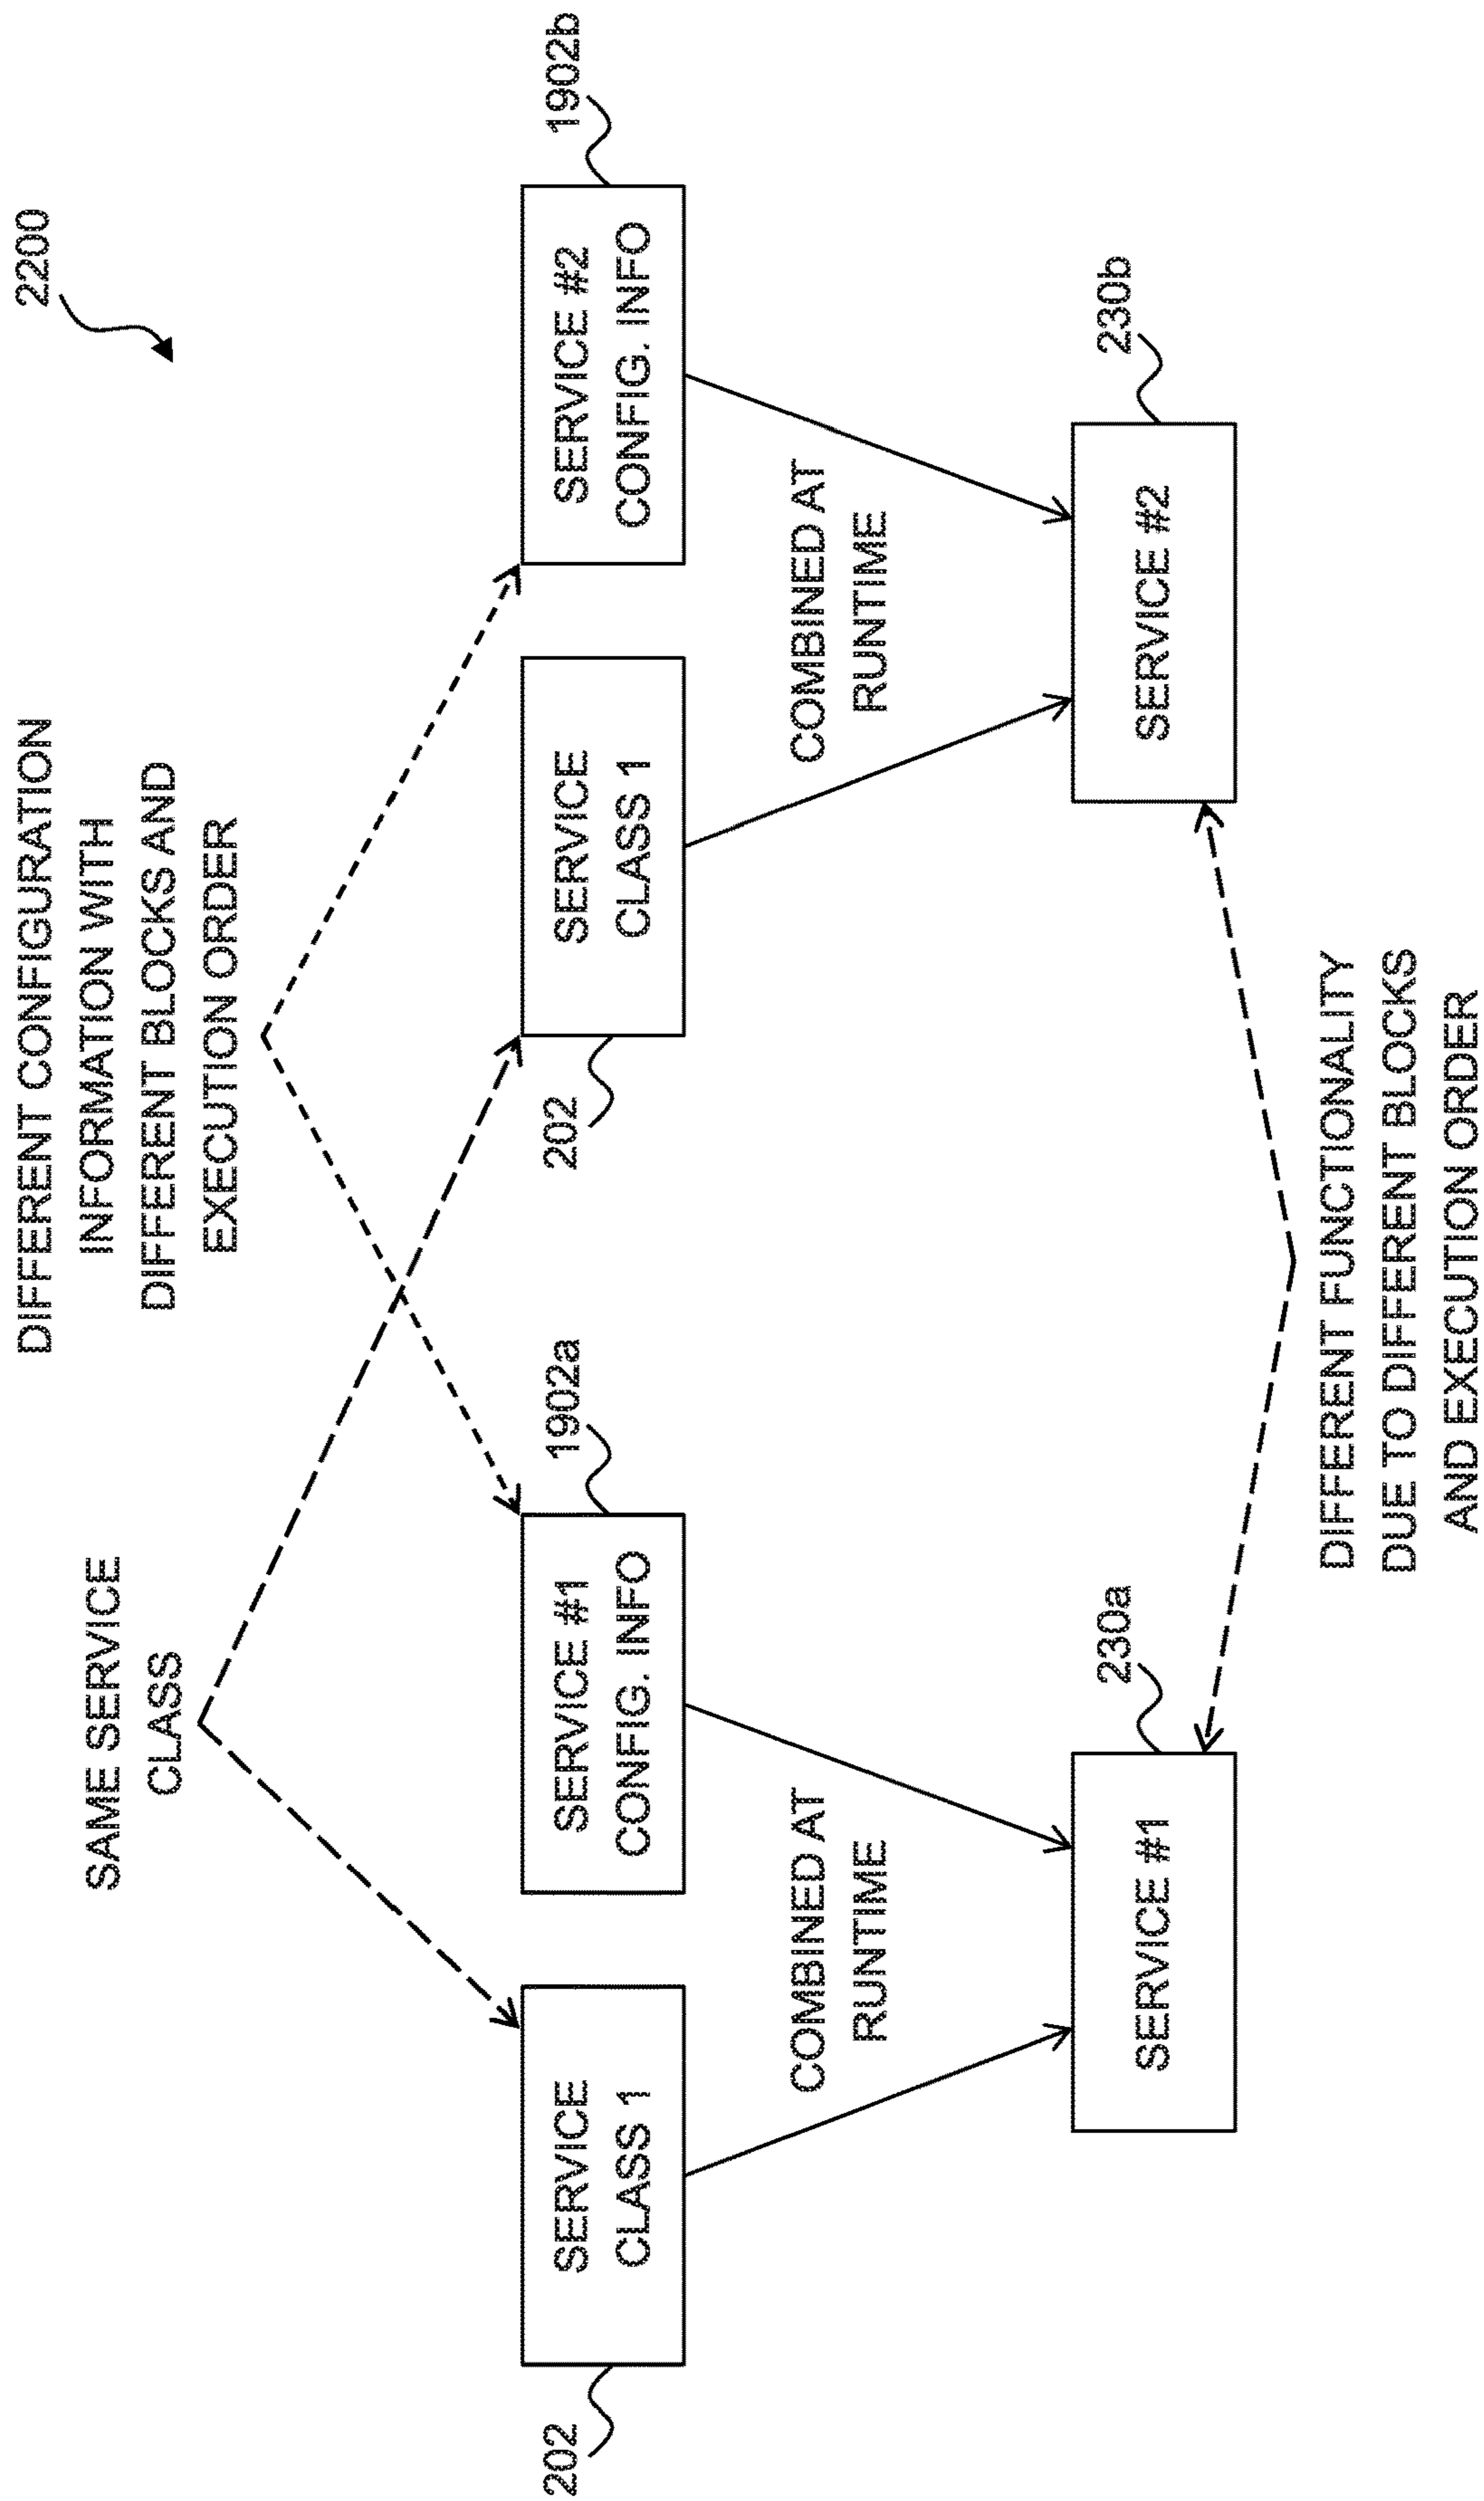 2200
DIFFERENT CONFIGURATION
INFORMATION WITH
DIFFERENT BLOCKS AND
EXECUTION ORDER
SAME SERVICE
CLASS
202
SERVICE
CLASS 1
SERVICE #1
CONFIG. INFO
1902a
202
SERVICE
CLASS 1
SERVICE #2
CONFIG. INFO
1902b
COMBINED AT
RUNTIME
COMBINED AT
RUNTIME
SERVICE #1
230a
SERVICE #2
230b
DIFFERENT FUNCTIONALITY
DUE TO DIFFERENT BLOCKS
AND EXECUTION ORDER